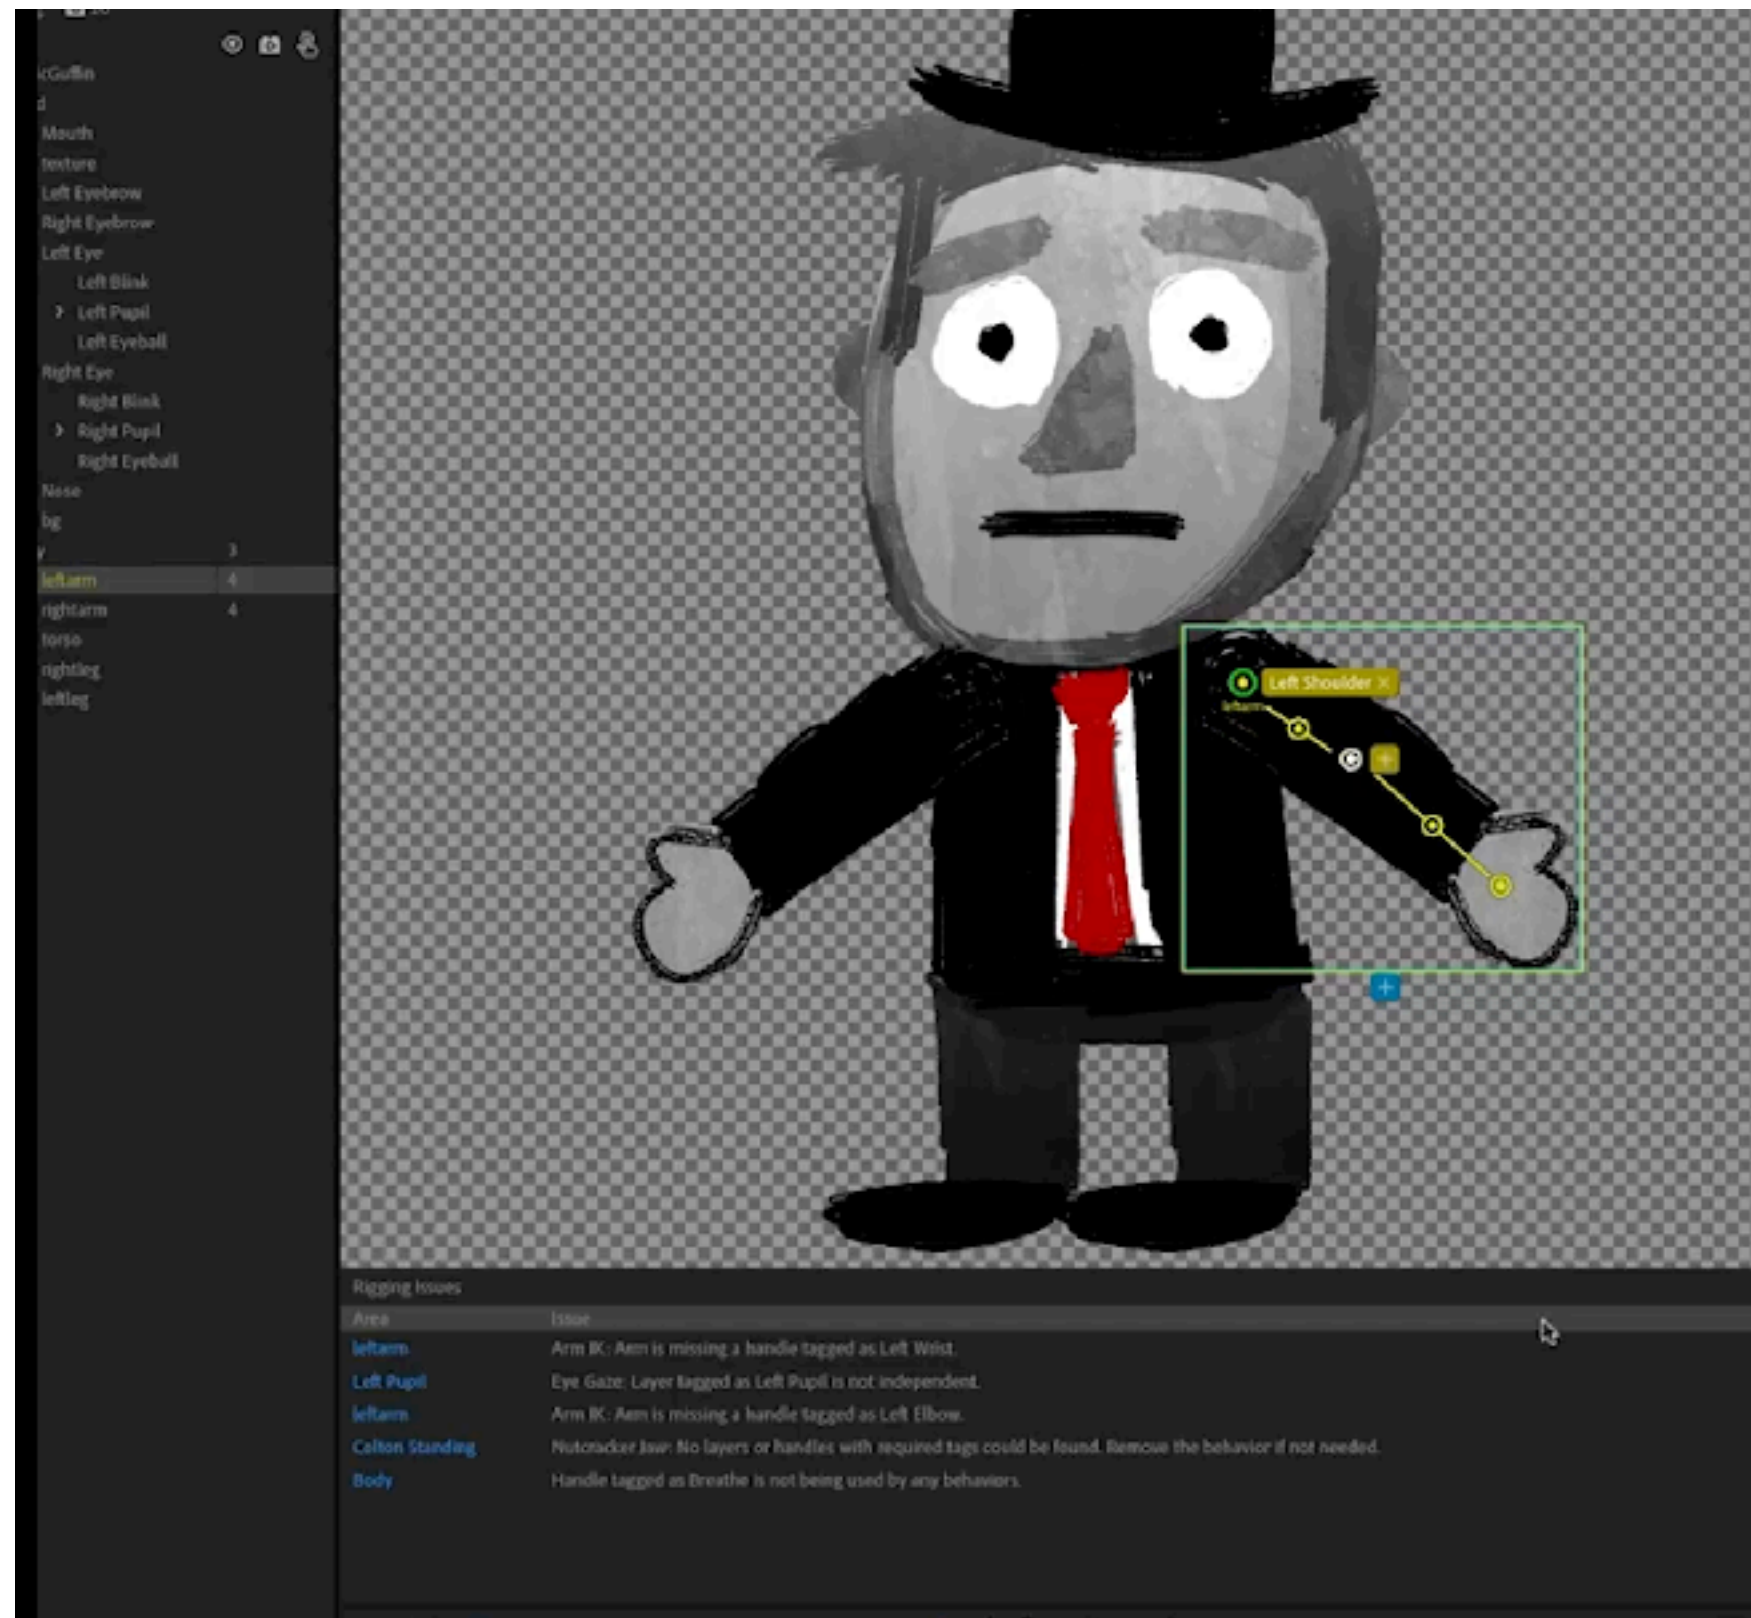 cGuffin
d
Mouth
texture
Left Eyebrow
Right Eyebrow
Left Eye
Left Blink
Left Pupil
Left Eyeball
Right Eye
Right Blink
Right Pupil
Right Eyeball
Nose
bg
y 3
leftarm 4
rightarm 4
torso
rightleg
leftleg
Left Shoulder ×
leftarm
Rigging Issues
Area Issue
leftarm Arm IK: Arm is missing a handle tagged as Left Wrist.
Left Pupil Eye Gaze: Layer tagged as Left Pupil is not independent.
leftarm Arm IK: Arm is missing a handle tagged as Left Elbow.
Colton Standing Nutcracker Jaw: No layers or handles with required tags could be found. Remove the behavior if not needed.
Body Handle tagged as Breathe is not being used by any behaviors.